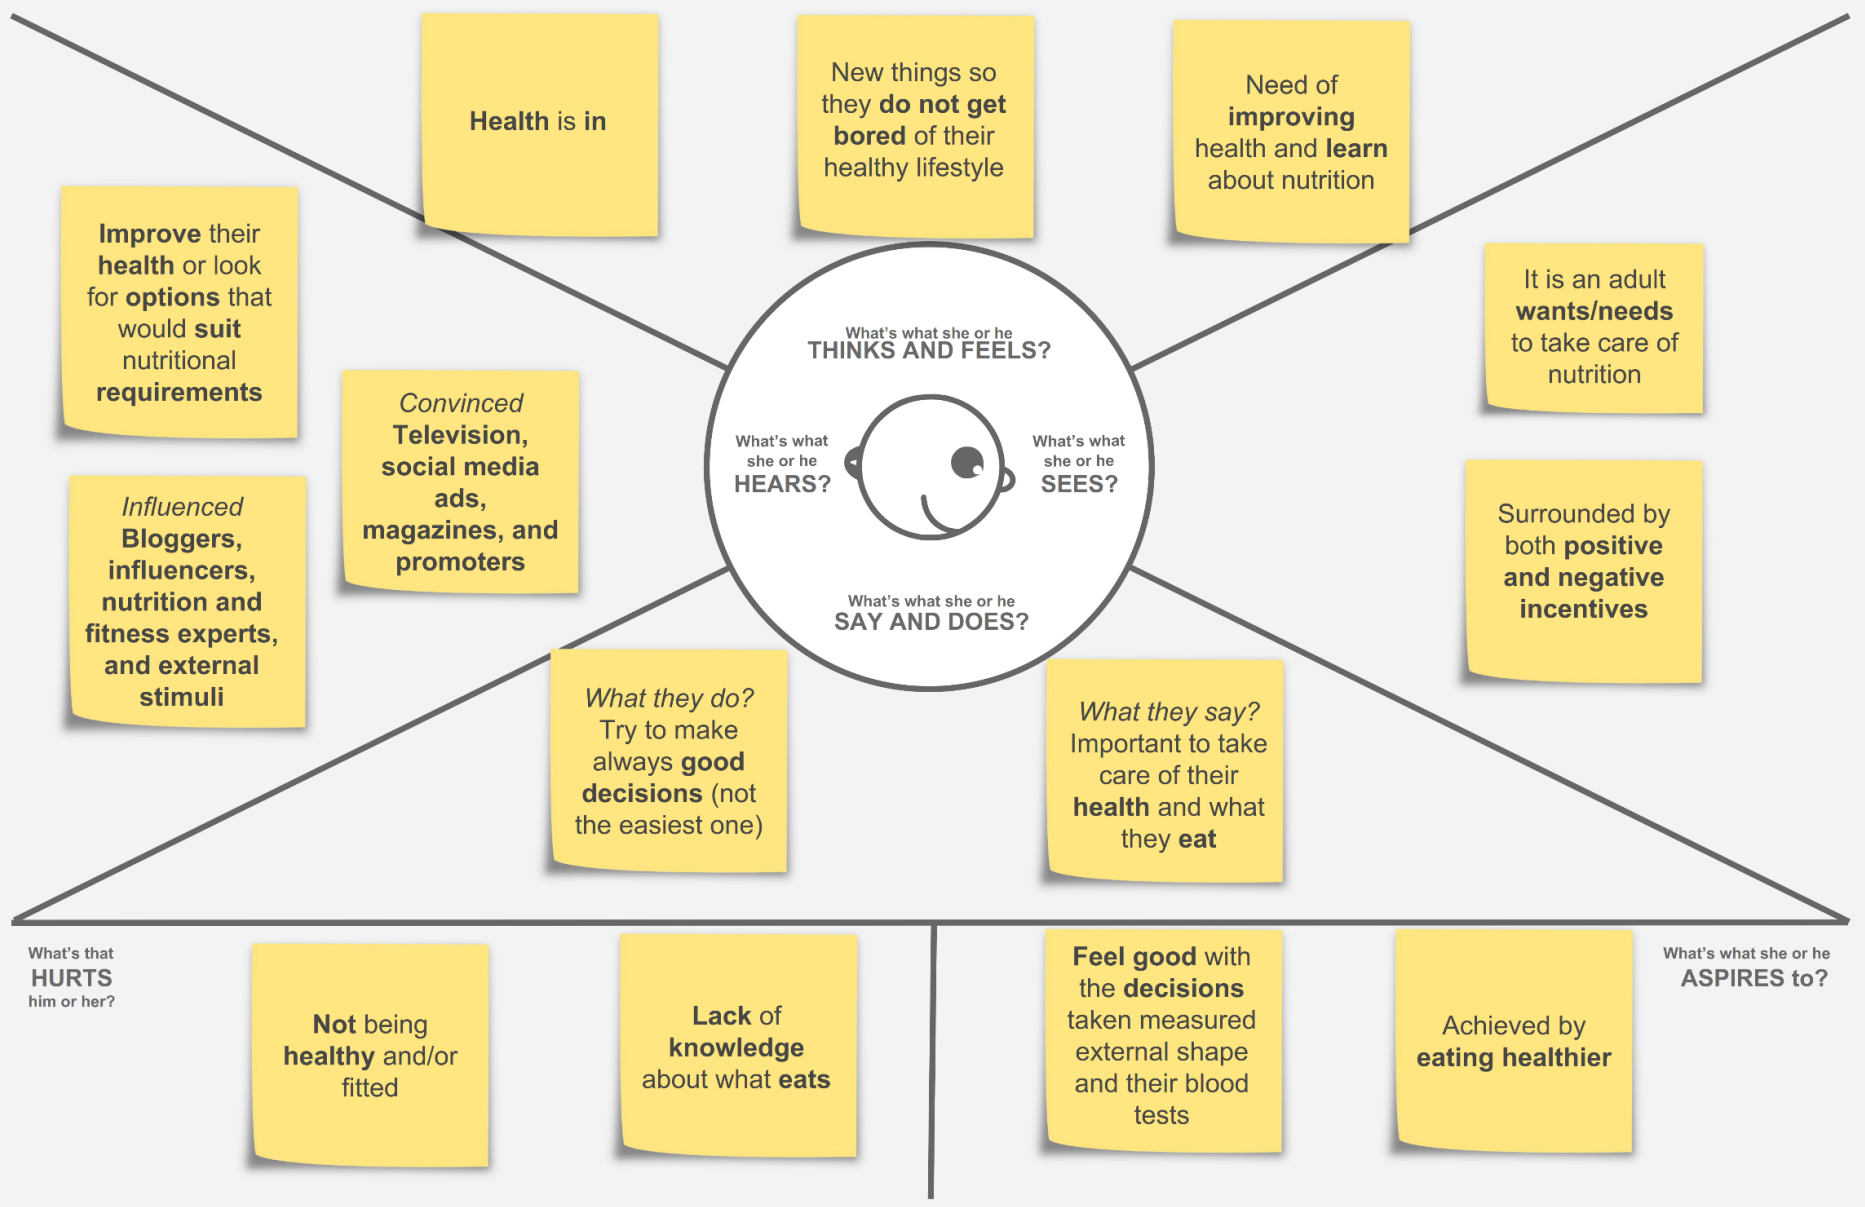 Health is in
New things so
they do not get
bored of their
healthy lifestyle
Need of
improving
health and learn
about nutrition
Improve their
health or look
for options that
would suit
nutritional
requirements
Convinced
Television,
social media
ads,
magazines, and
promoters
Influenced
Bloggers,
influencers,
nutrition and
fitness experts,
and external
stimuli
What's what she or he
THINKS AND FEELS?
What's what
she or he
HEARS?
What's what
she or he
SEES?
What's what she or he
SAY AND DOES?
It is an adult
wants/needs
to take care of
nutrition
Surrounded by
both positive
and negative
incentives
What they do?
Try to make
always good
decisions (not
the easiest one)
What they say?
Important to take
care of their
health and what
they eat
What's that
HURTS
him or her?
Not being
healthy and/or
fitted
Lack of
knowledge
about what eats
Feel good with
the decisions
taken measured
external shape
and their blood
tests
Achieved by
eating healthier
What's what she or he
ASPIRES to?